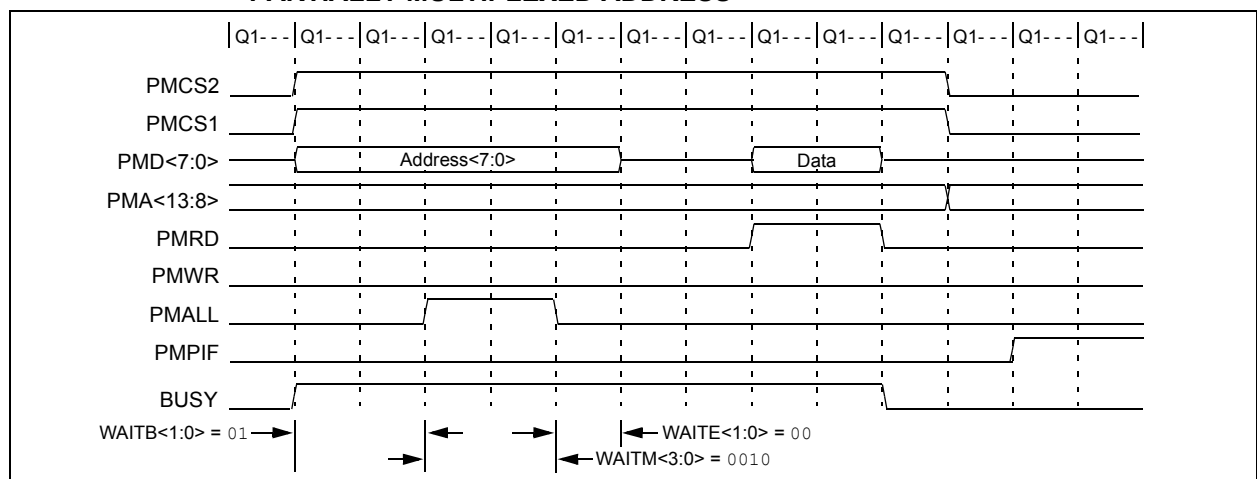 PARTIALLY MULTIPLEXED ADDRESS
Q1- - - Q1- - - Q1- - - Q1- - - Q1- - - Q1- - - Q1- - - Q1- - - Q1- - - Q1- - - Q1- - - Q1- - - Q1- - - Q1- - -
PMCS2
PMCS1
PMD<7:0> Address<7:0> Data
PMA<13:8>
PMRD
PMWR
PMALL
PMPIF
BUSY
WAITB<1:0> = 01 WAITE<1:0> = 00
WAITM<3:0> = 0010